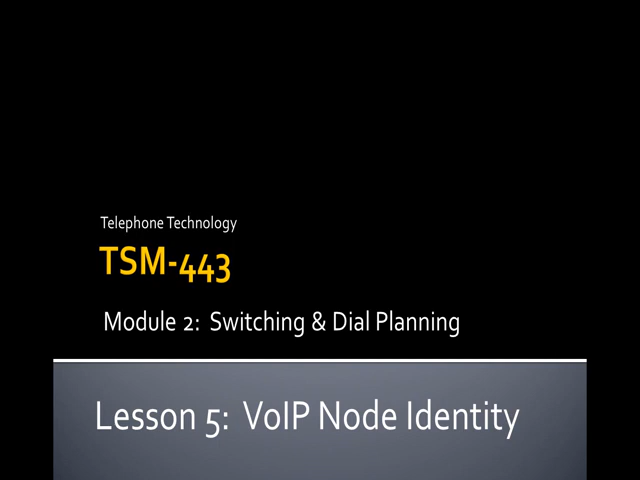 Telephone Technology
TSM-443
Module 2:  Switching & Dial Planning
Lesson 5:  VoIP Node Identity